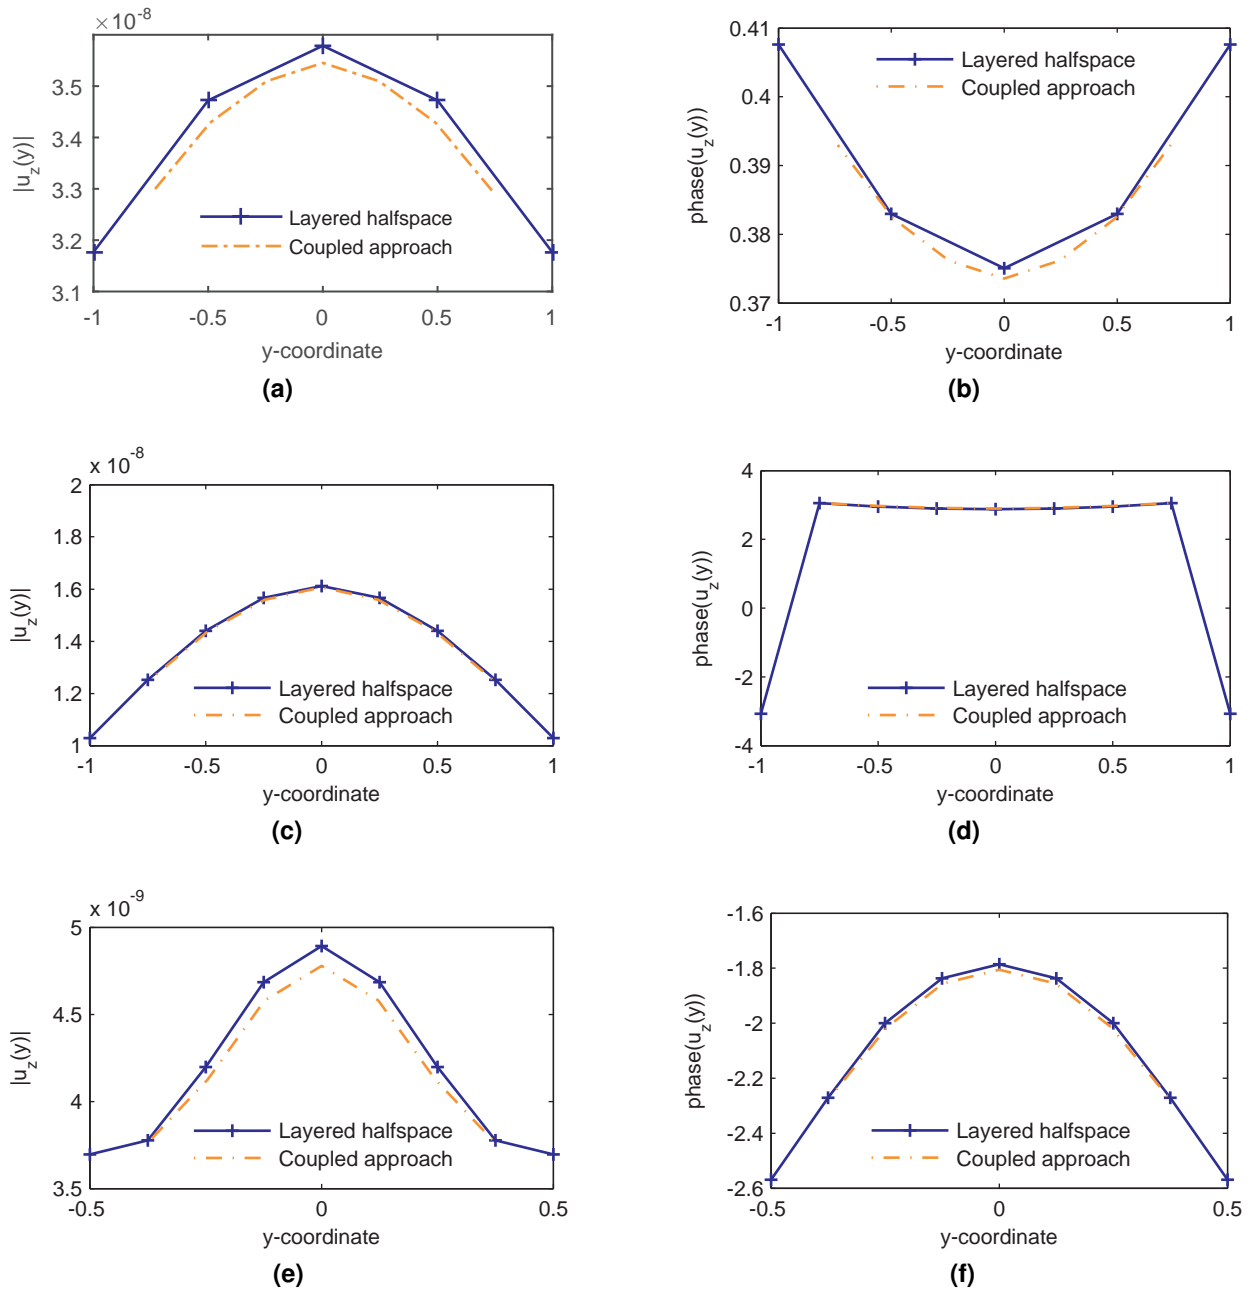 ×10-8
3.5
3.4
3.3
3.2
3.1
|uz(y)|
Layered halfspace
Coupled approach
-1 -0.5 0 0.5 1
y-coordinate
(a)
0.41
0.4
0.39
0.38
0.37
phase(uz(y))
Layered halfspace
Coupled approach
-1 -0.5 0 0.5 1
y-coordinate
(b)
x 10-8
2
1.8
1.6
1.4
1.2
1
|uz(y)|
Layered halfspace
Coupled approach
-1 -0.5 0 0.5 1
y-coordinate
(c)
4
2
0
-2
-4
phase(uz(y))
Layered halfspace
Coupled approach
-1 -0.5 0 0.5 1
y-coordinate
(d)
x 10-9
5
4.5
4
3.5
|uz(y)|
Layered halfspace
Coupled approach
-0.5 0 0.5
y-coordinate
(e)
-1.6
-1.8
-2
-2.2
-2.4
-2.6
phase(uz(y))
Layered halfspace
Coupled approach
-0.5 0 0.5
y-coordinate
(f)